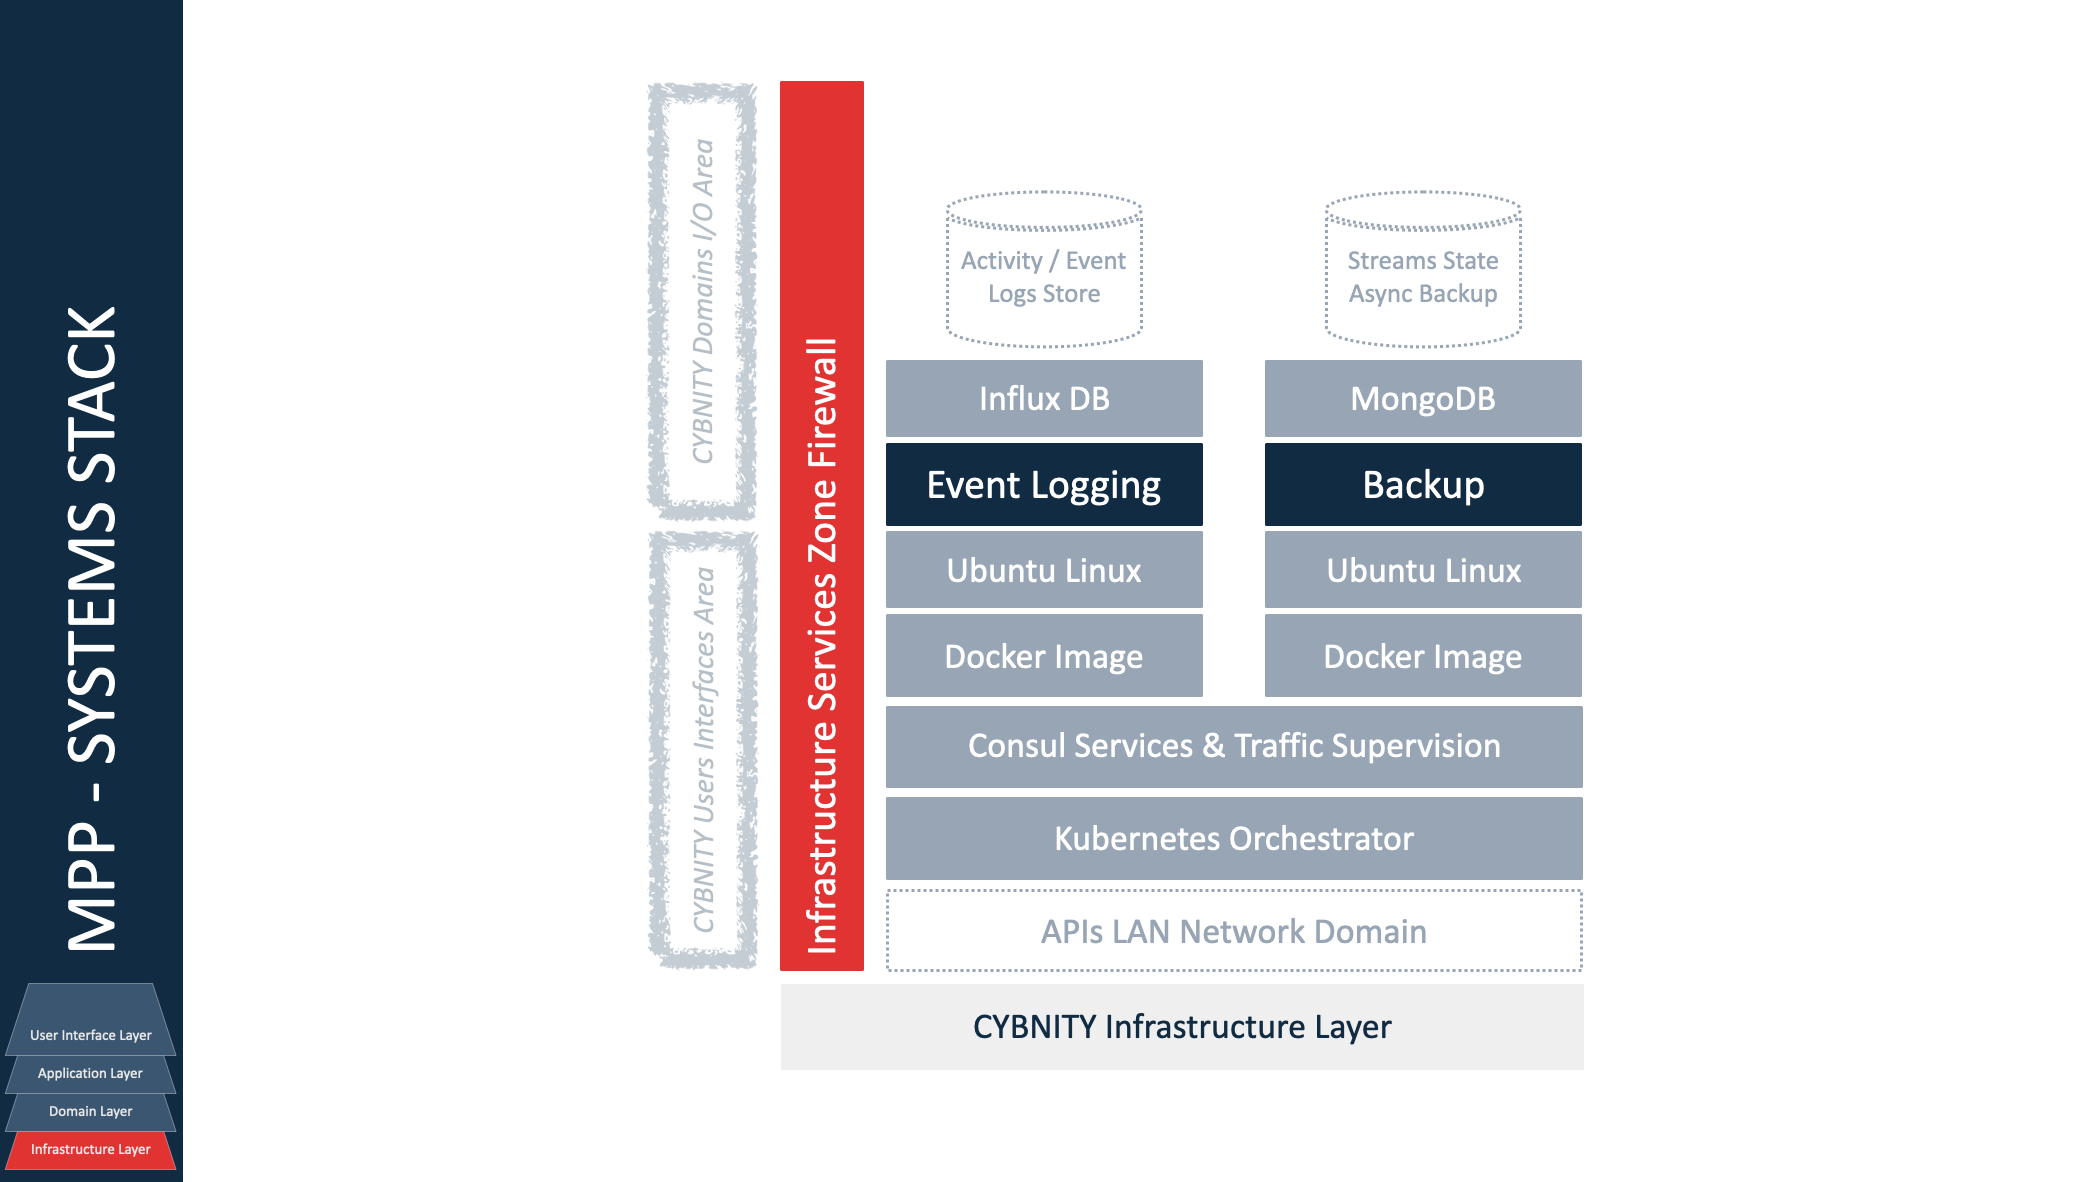 MPP - SYSTEMS STACK
User Interface Layer
Application Layer
Domain Layer
Infrastructure Layer
CYBNITY Domains I/O Area
CYBNITY Users Interfaces Area
Infrastructure Services Zone Firewall
Activity / Event
Logs Store
Influx DB
Event Logging
Ubuntu Linux
Docker Image
Streams State
Async Backup
MongoDB
Backup
Ubuntu Linux
Docker Image
Consul Services & Traffic Supervision
Kubernetes Orchestrator
APIs LAN Network Domain
CYBNITY Infrastructure Layer